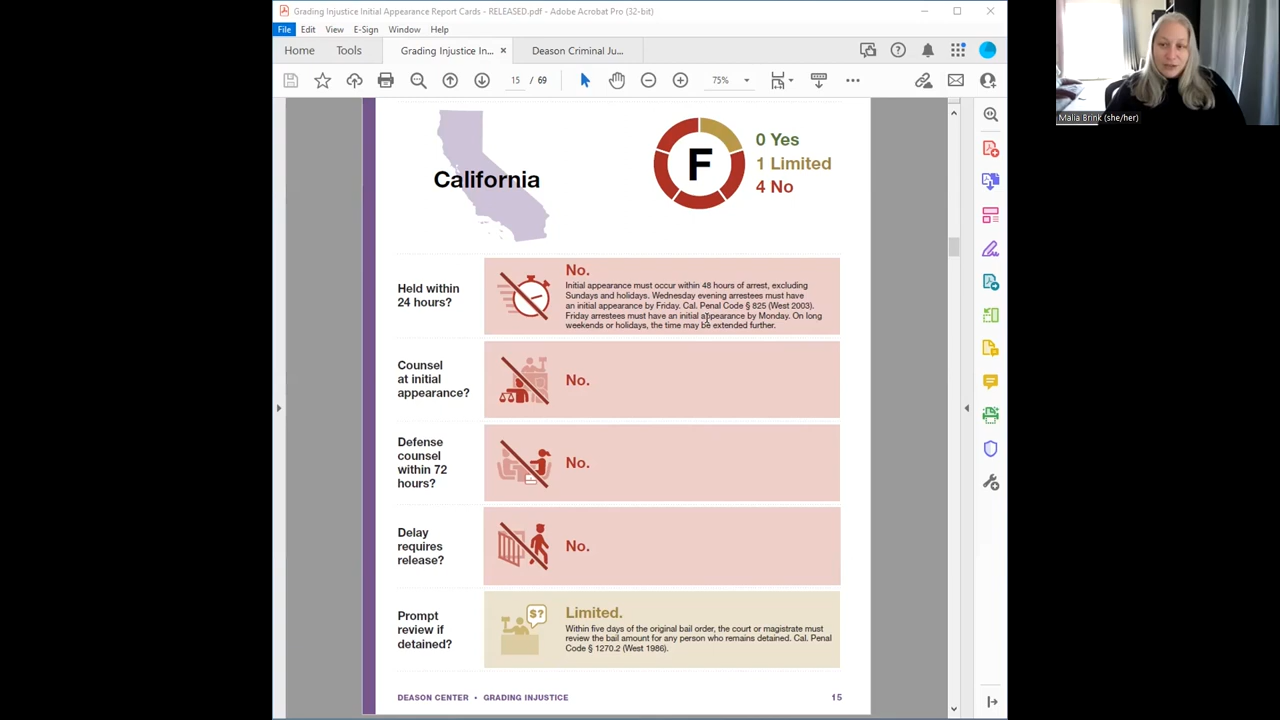 Grading Injustice Initial Appearance Report Cards - RELEASED.pdf - Adobe Acrobat Pro (32-bit)
File Edit View E-Sign Window Help
Home Tools Grading Injustice In... × Deason Criminal Ju...
15 / 69 75%
Malia Brink (she/her)
California
F
0 Yes
1 Limited
4 No
Held within
24 hours?
No.
Initial appearance must occur within 48 hours of arrest, excluding
Sundays and holidays. Wednesday evening arrestees must have
an initial appearance by Friday. Cal. Penal Code § 825 (West 2003).
Friday arrestees must have an initial appearance by Monday. On long
weekends or holidays, the time may be extended further.
Counsel
at initial
appearance?
No.
Defense
counsel
within 72
hours?
No.
Delay
requires
release?
No.
Prompt
review if
detained?
$?
Limited.
Within five days of the original bail order, the court or magistrate must
review the bail amount for any person who remains detained. Cal. Penal
Code § 1270.2 (West 1986).
DEASON CENTER • GRADING INJUSTICE 15